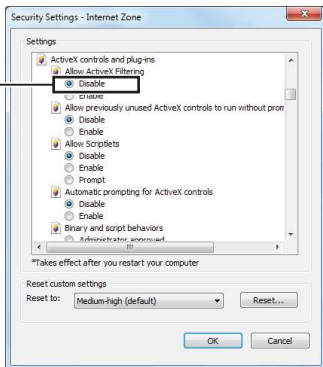 Security Settings - Internet Zone
Settings
ActiveX controls and plug-ins
Allow ActiveX Filtering
Disable
Enable
Allow previously unused ActiveX controls to run without prom
Disable
Enable
Allow Scriptlets
Disable
Enable
Prompt
Automatic prompting for ActiveX controls
Disable
Enable
Binary and script behaviors
Administrator approved
*Takes effect after you restart your computer
Reset custom settings
Reset to: Medium-high (default) Reset...
OK Cancel